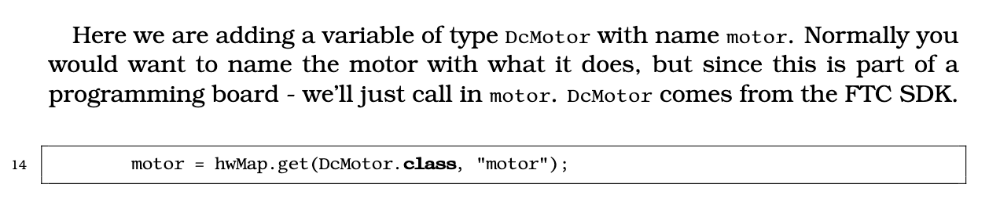 Here we are adding a variable of type DcMotor with name motor. Normally you
would want to name the motor with what it does, but since this is part of a
programming board - we'll just call in motor. DcMotor comes from the FTC SDK.
14 motor = hwMap.get(DcMotor.class, "motor");